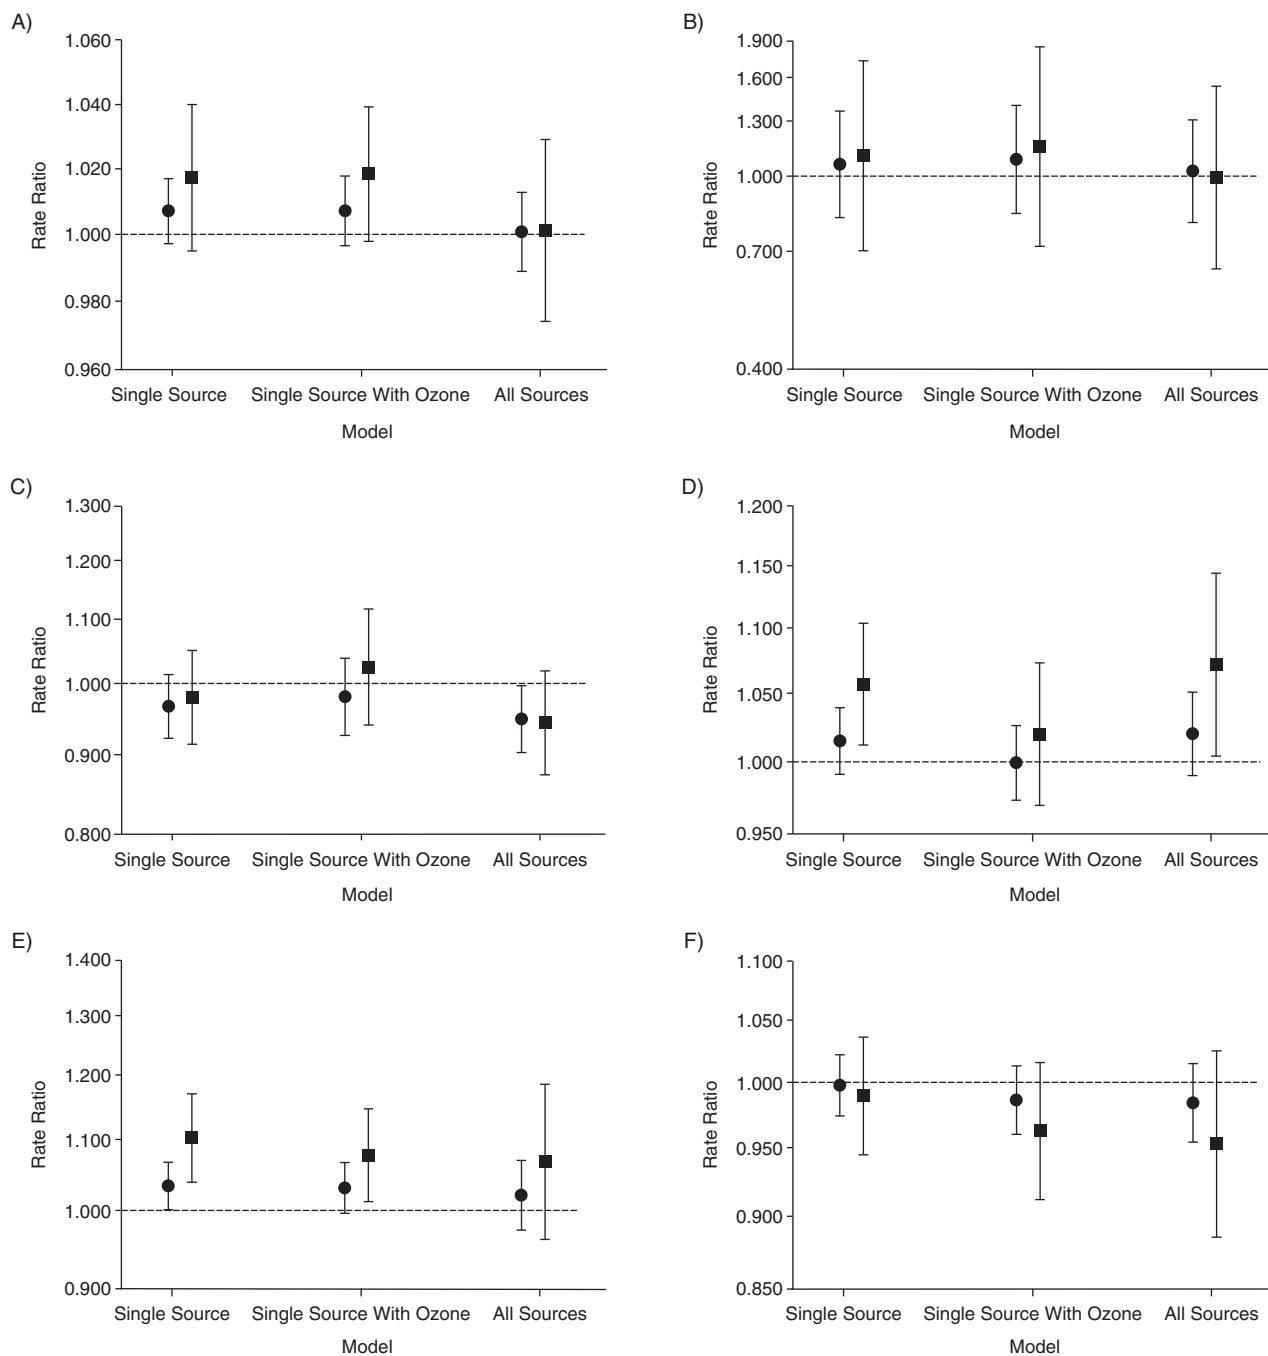 A)
1.060
1.040
1.020
1.000
0.980
0.960
Rate Ratio
Single Source
Single Source With Ozone
All Sources
Model
B)
1.900
1.600
1.300
1.000
0.700
0.400
Rate Ratio
Single Source
Single Source With Ozone
All Sources
Model
C)
1.300
1.200
1.100
1.000
0.900
0.800
Rate Ratio
Single Source
Single Source With Ozone
All Sources
Model
D)
1.200
1.150
1.100
1.050
1.000
0.950
Rate Ratio
Single Source
Single Source With Ozone
All Sources
Model
E)
1.400
1.300
1.200
1.100
1.000
0.900
Rate Ratio
Single Source
Single Source With Ozone
All Sources
Model
F)
1.100
1.050
1.000
0.950
0.900
0.850
Rate Ratio
Single Source
Single Source With Ozone
All Sources
Model